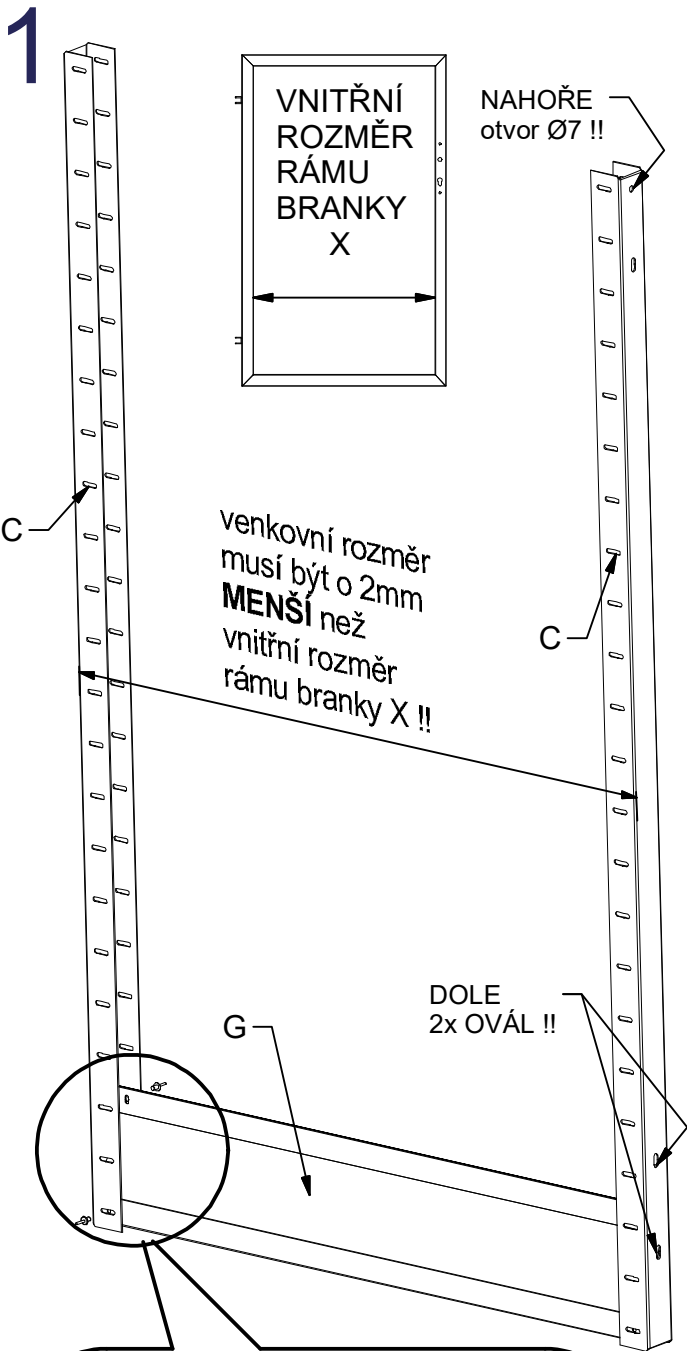 1
VNITŘNÍ
ROZMĚR
RÁMU
BRANKY
X
NAHOŘE
otvor Ø7 !!
C
venkovní rozměr
musí být o 2mm
MENŠÍ než
vnitřní rozměr
rámu branky X !!
C
DOLE
2x OVÁL !!
G